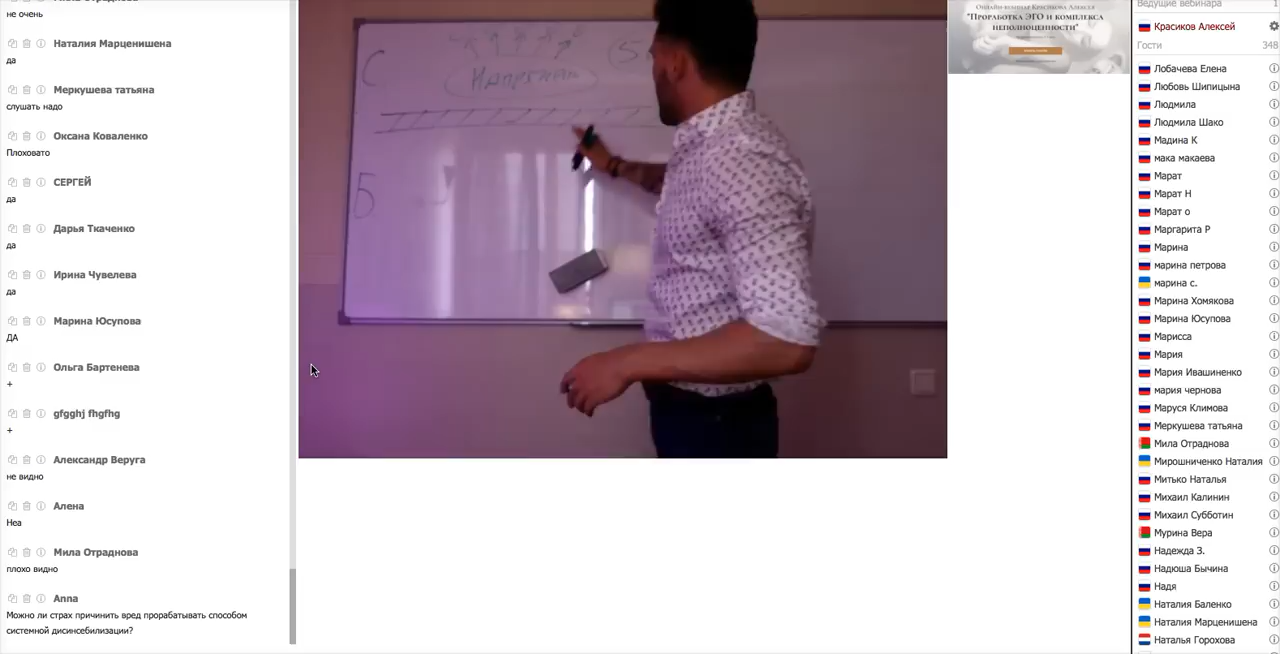 не очень
Наталия Марценишена
да
Меркушева татьяна
слушать надо
Оксана Коваленко
Плоховато
СЕРГЕЙ
да
Дарья Ткаченко
да
Ирина Чувелева
да
Марина Юсупова
ДА
Ольга Бартенева
+
gfgghj fhgfhg
+
Александр Веруга
не видно
Алена
Неа
Мила Отраднова
плохо видно
Anna
Можно ли страх причинить вред прорабатывать способом
системной дисинсебилизации?
С
Б
Онлайн-семинар Красикова Алексея
"Проработка ЭГО и комплекса
неполноценности"
Ведущие вебинара 1
Красиков Алексей
Гости 348
Лобачева Елена
Любовь Шипицына
Людмила
Людмила Шако
Мадина К
мака макаева
Марат
Марат Н
Марат о
Маргарита Р
Марина
марина петрова
марина с.
Марина Хомякова
Марина Юсупова
Марисса
Мария
Мария Ивашиненко
мария чернова
Маруся Климова
Меркушева татьяна
Мила Отраднова
Мирошниченко Наталия
Митько Наталья
Михаил Калинин
Михаил Субботин
Мурина Вера
Надежда З.
Надюша Бычина
Надя
Наталия Баленко
Наталия Марценишена
Наталья Горохова